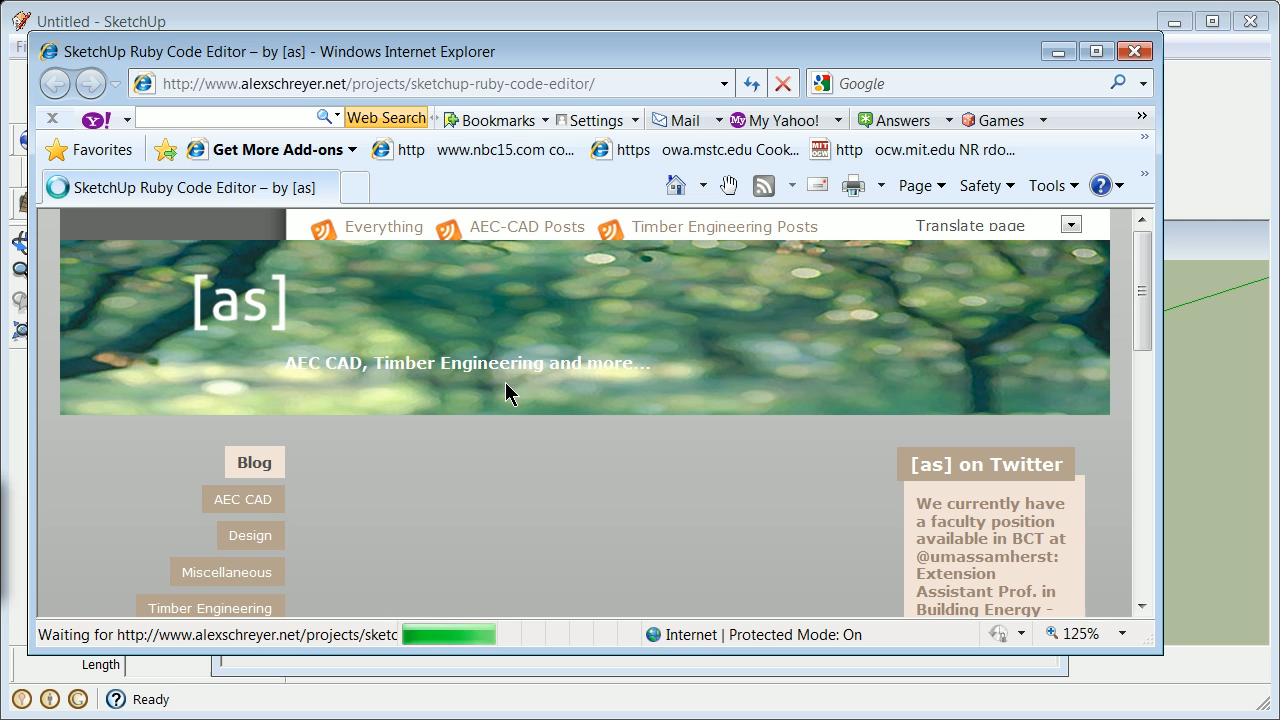 Untitled - SketchUp
SketchUp Ruby Code Editor – by [as] - Windows Internet Explorer
http://www.alexschreyer.net/projects/sketchup-ruby-code-editor/
Google
X Y! Web Search Bookmarks Settings Mail My Yahoo! Answers Games
Favorites Get More Add-ons http www.nbc15.com co... https owa.mstc.edu Cook... MIT OCW http ocw.mit.edu NR rdo...
SketchUp Ruby Code Editor – by [as]
Page Safety Tools
Everything AEC-CAD Posts Timber Engineering Posts Translate page
[as]
AEC CAD, Timber Engineering and more...
Blog
AEC CAD
Design
Miscellaneous
Timber Engineering
[as] on Twitter
We currently have
a faculty position
available in BCT at
@umassamherst:
Extension
Assistant Prof. in
Building Energy -
Waiting for http://www.alexschreyer.net/projects/sketc
Internet | Protected Mode: On
125%
Length
Ready